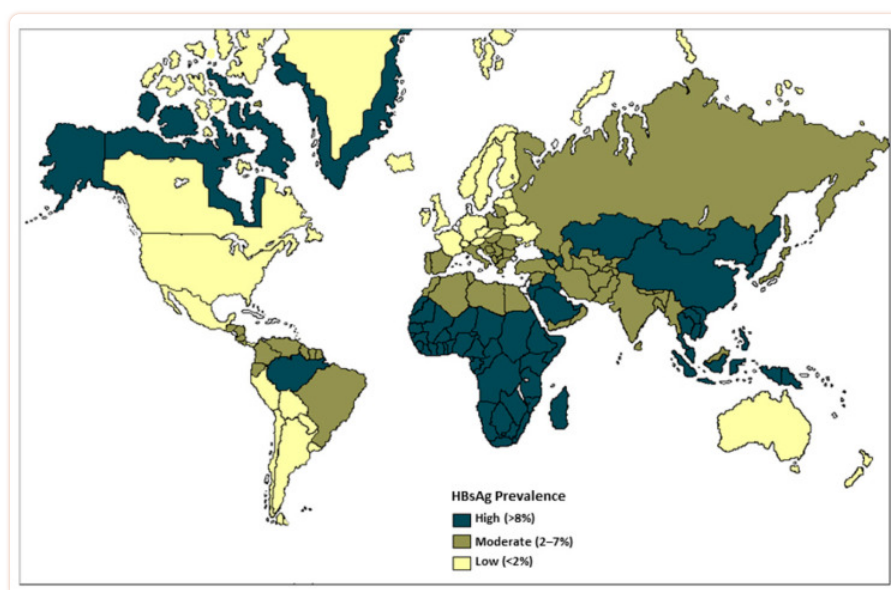 HBsAg Prevalence
High (>8%)
Moderate (2–7%)
Low (<2%)